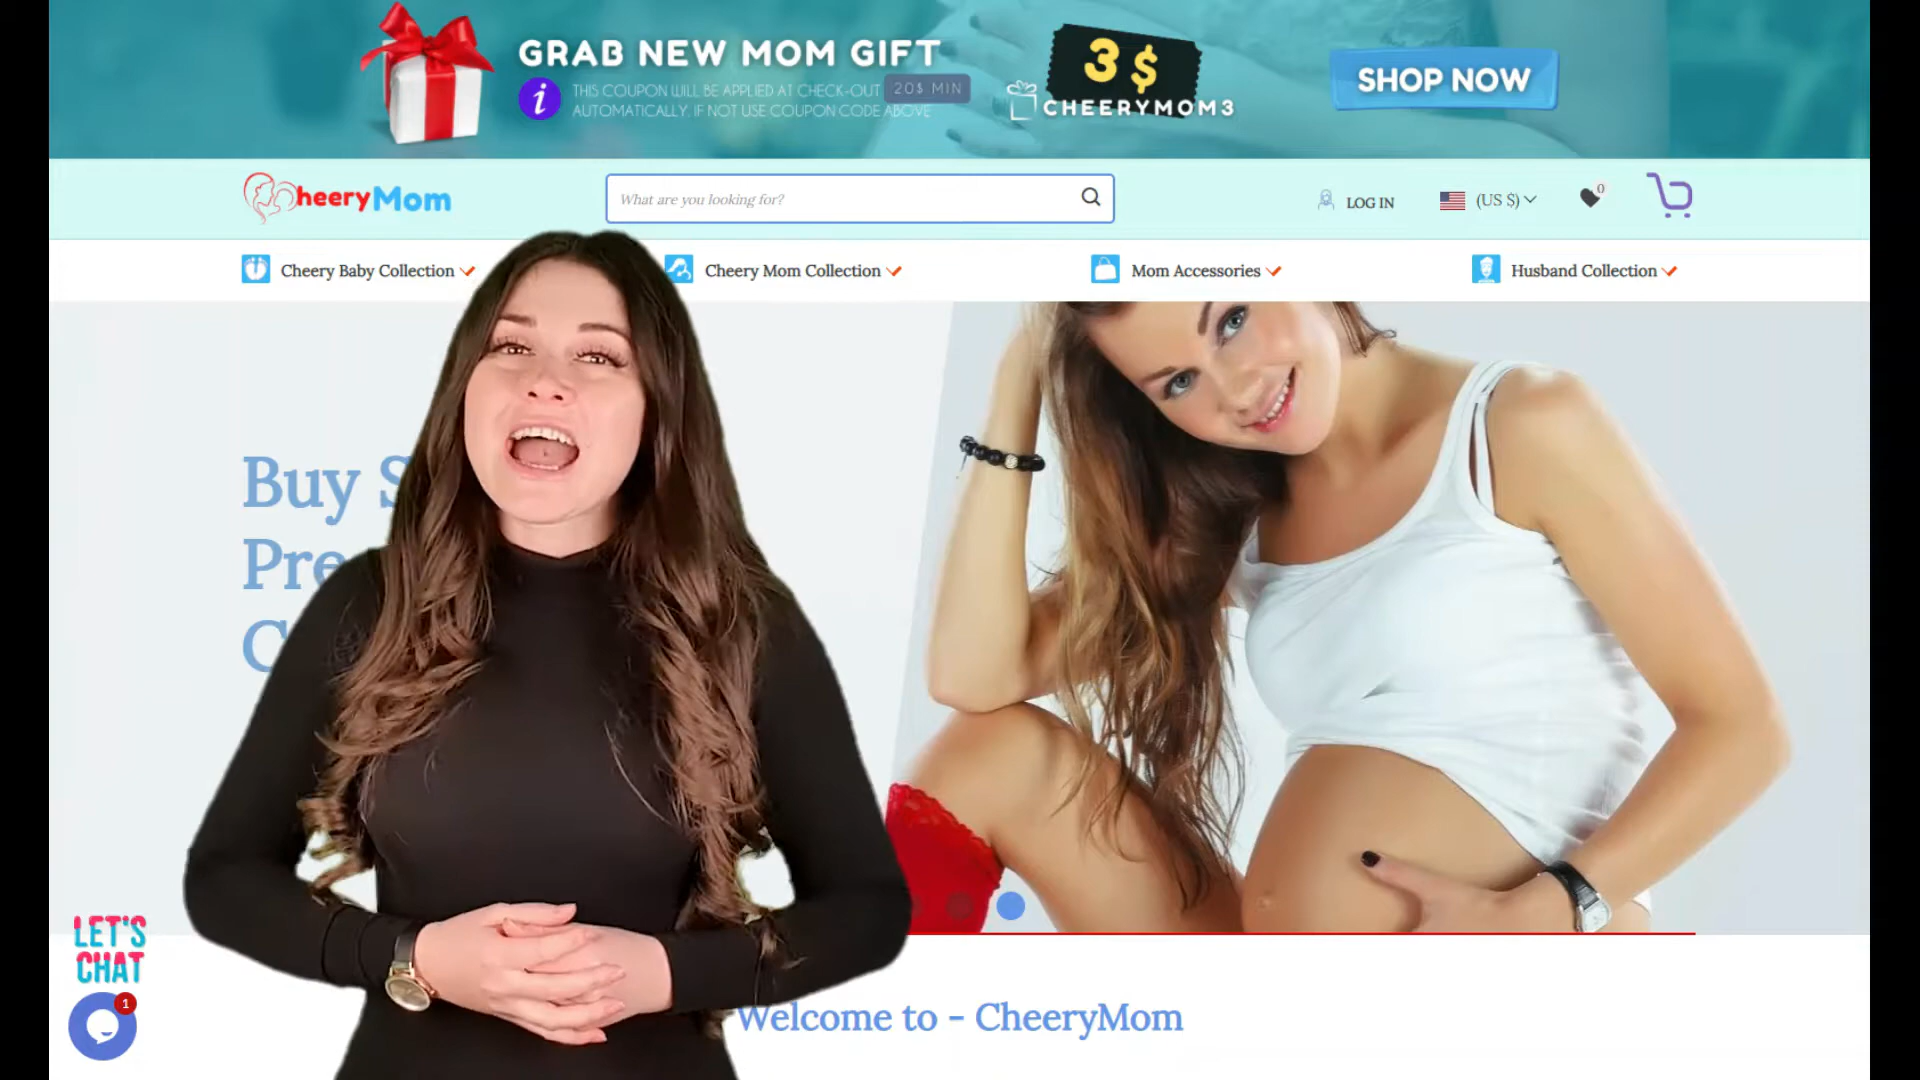 GRAB NEW MOM GIFT
THIS COUPON WILL BE APPLIED AT CHECK-OUT
20$ MIN
AUTOMATICALLY. IF NOT USE COUPON CODE ABOVE
3 $
CHEERYMOM3
SHOP NOW
CheeryMom
What are you looking for?
LOG IN
(US $)
0
Cheery Baby Collection
Cheery Mom Collection
Mom Accessories
Husband Collection
Buy
LET'S
CHAT
1
Welcome to - CheeryMom